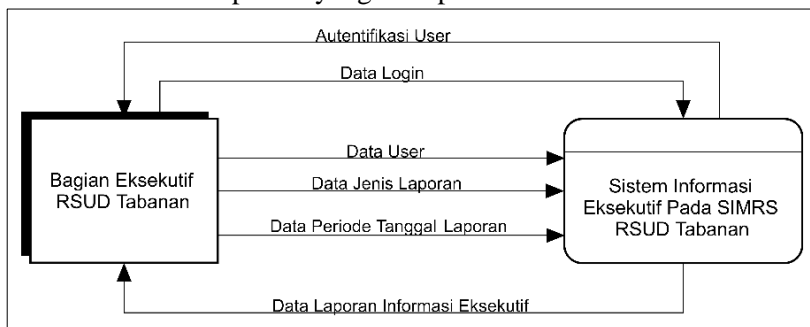 Autentifikasi User
Data Login
Data User
Bagian Eksekutif
RSUD Tabanan
Data Jenis Laporan
Sistem Informasi
Eksekutif Pada SIMRS
RSUD Tabanan
Data Periode Tanggal Laporan
Data Laporan Informasi Eksekutif